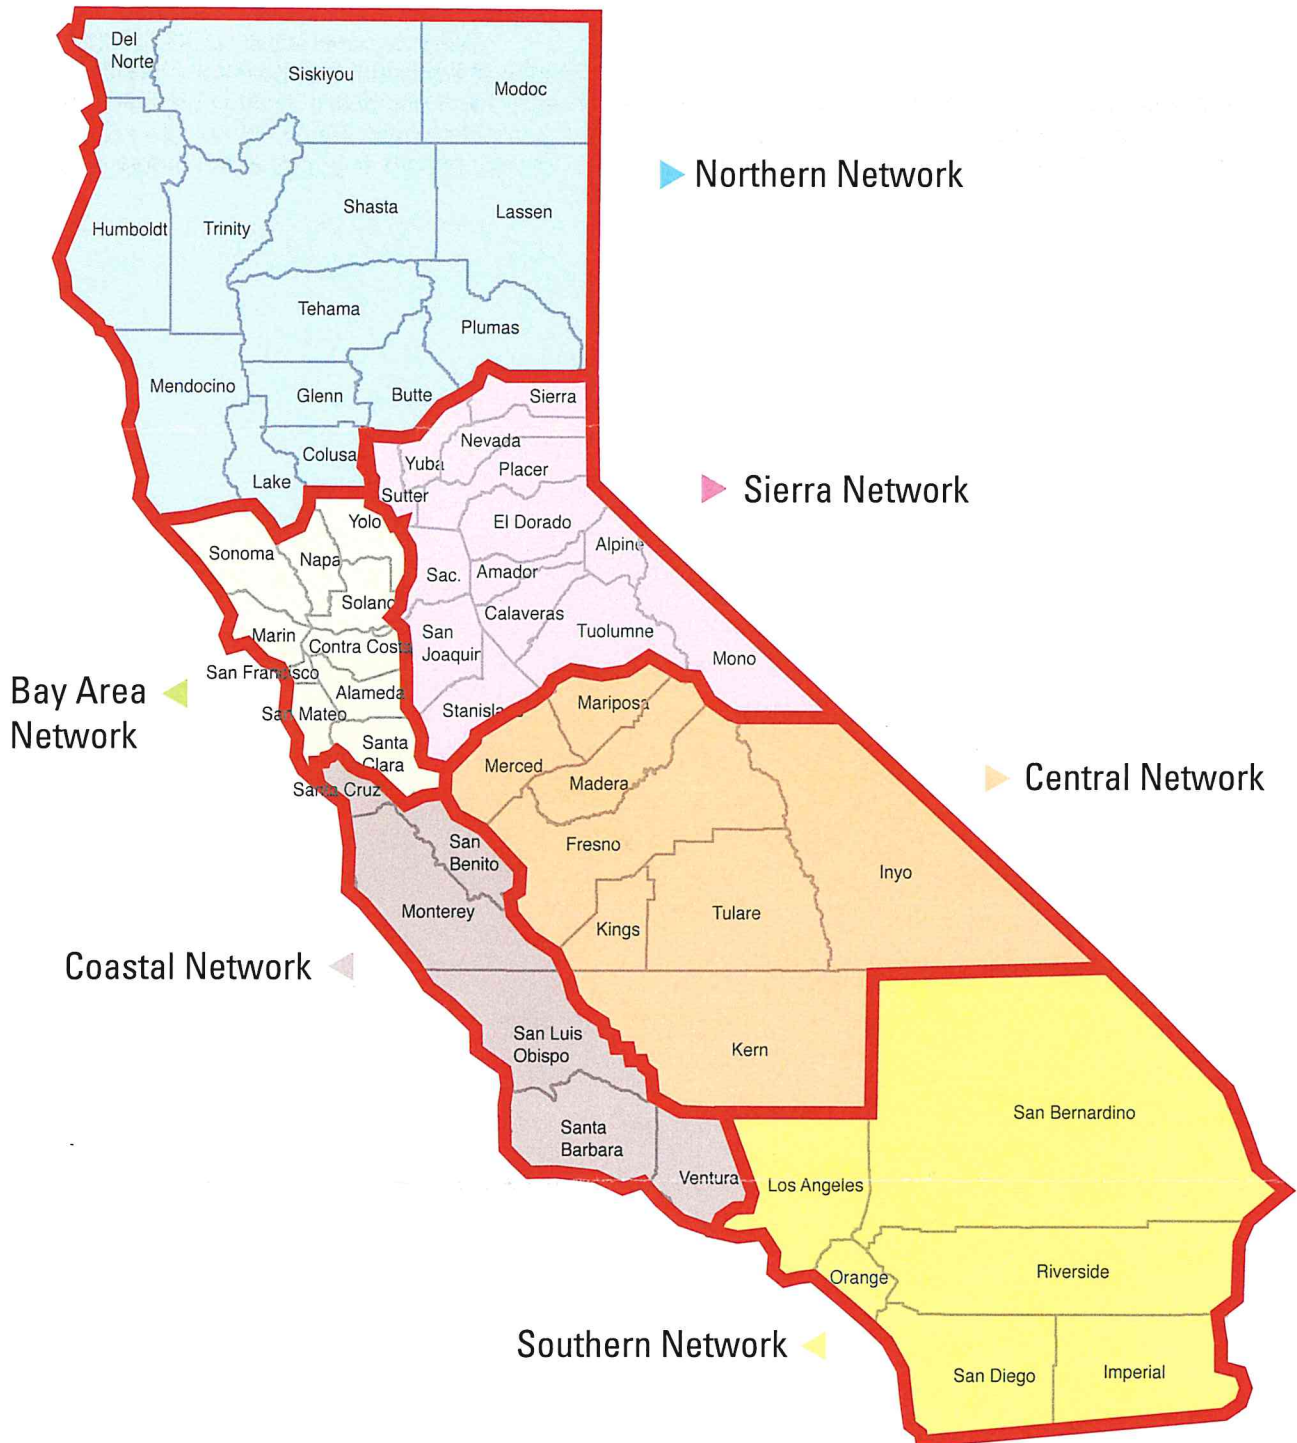 Del
Norte
Siskiyou
Modoc
Northern Network
Humboldt
Trinity
Shasta
Lassen
Tehama
Plumas
Mendocino
Glenn
Butte
Sierra
Nevada
Colusa
Yuba
Placer
Lake
Sutter
Sierra Network
Yolo
El Dorado
Sonoma
Napa
Alpine
Sac.
Amador
Solano
Calaveras
Marin
Contra Costa
San
Joaquin
Tuolumne
Mono
San Francisco
Bay Area
Network
Alameda
San Mateo
Stanislaus
Mariposa
Santa
Clara
Merced
Madera
Central Network
Santa Cruz
San
Benito
Fresno
Inyo
Monterey
Kings
Tulare
Coastal Network
San Luis
Obispo
Kern
San Bernardino
Santa
Barbara
Ventura
Los Angeles
Orange
Riverside
Southern Network
San Diego
Imperial